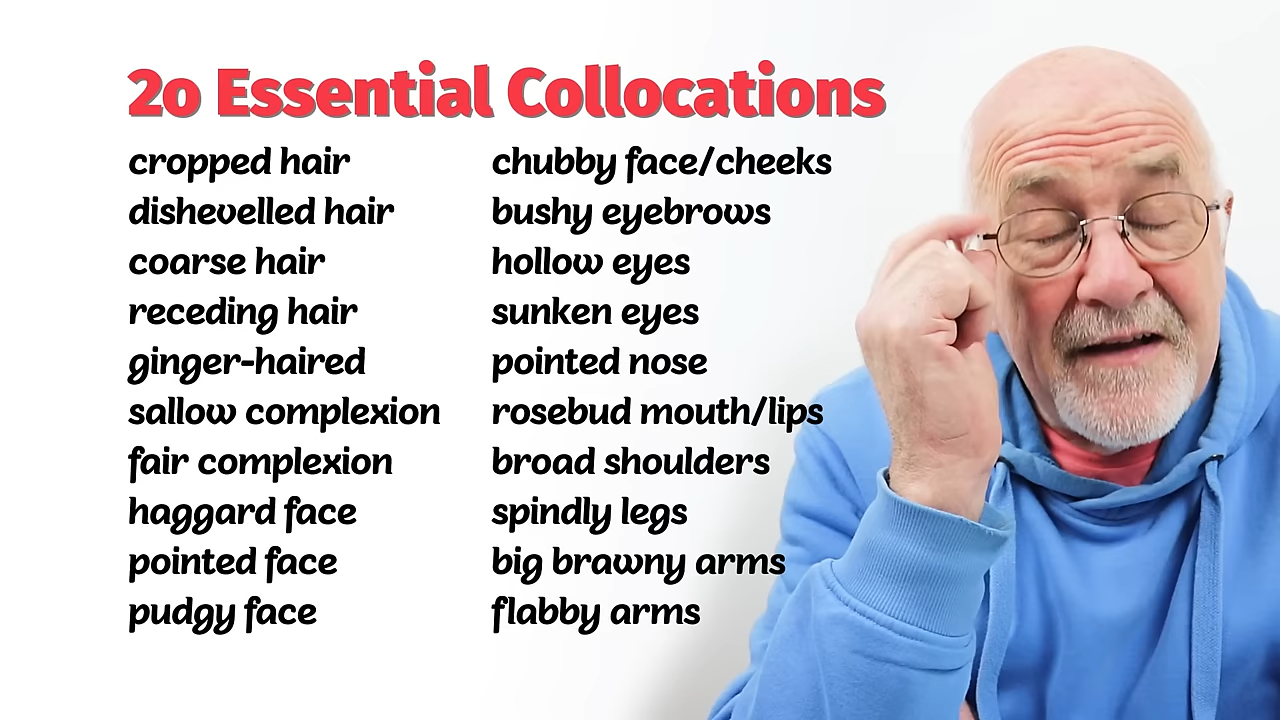 2o Essential Collocations
cropped hair
dishevelled hair
coarse hair
receding hair
ginger-haired
sallow complexion
fair complexion
haggard face
pointed face
pudgy face
chubby face/cheeks
bushy eyebrows
hollow eyes
sunken eyes
pointed nose
rosebud mouth/lips
broad shoulders
spindly legs
big brawny arms
flabby arms